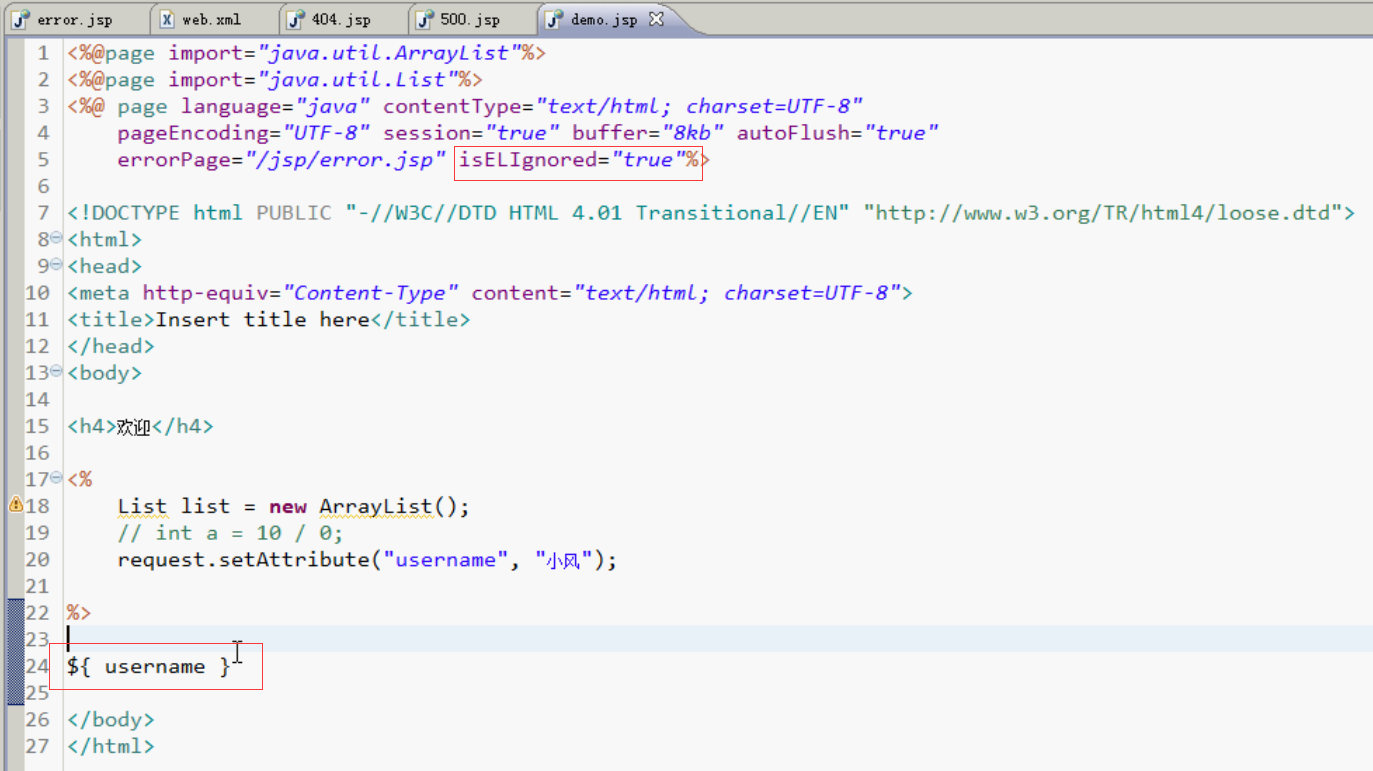 error.jsp web.xml 404.jsp 500.jsp demo.jsp
1 <%@page import="java.util.ArrayList"%>
2 <%@page import="java.util.List"%>
3 <%@ page language="java" contentType="text/html; charset=UTF-8"
4 pageEncoding="UTF-8" session="true" buffer="8kb" autoFlush="true"
5 errorPage="/jsp/error.jsp" isELIgnored="true"%>
6
7 <!DOCTYPE html PUBLIC "-//W3C//DTD HTML 4.01 Transitional//EN" "http://www.w3.org/TR/html4/loose.dtd">
8 <html>
9 <head>
10 <meta http-equiv="Content-Type" content="text/html; charset=UTF-8">
11 <title>Insert title here</title>
12 </head>
13 <body>
14
15 <h4>欢迎</h4>
16
17 <%
18 List list = new ArrayList();
19 // int a = 10 / 0;
20 request.setAttribute("username", "小风");
21
22 %>
23
24 ${ username }
25
26 </body>
27 </html>